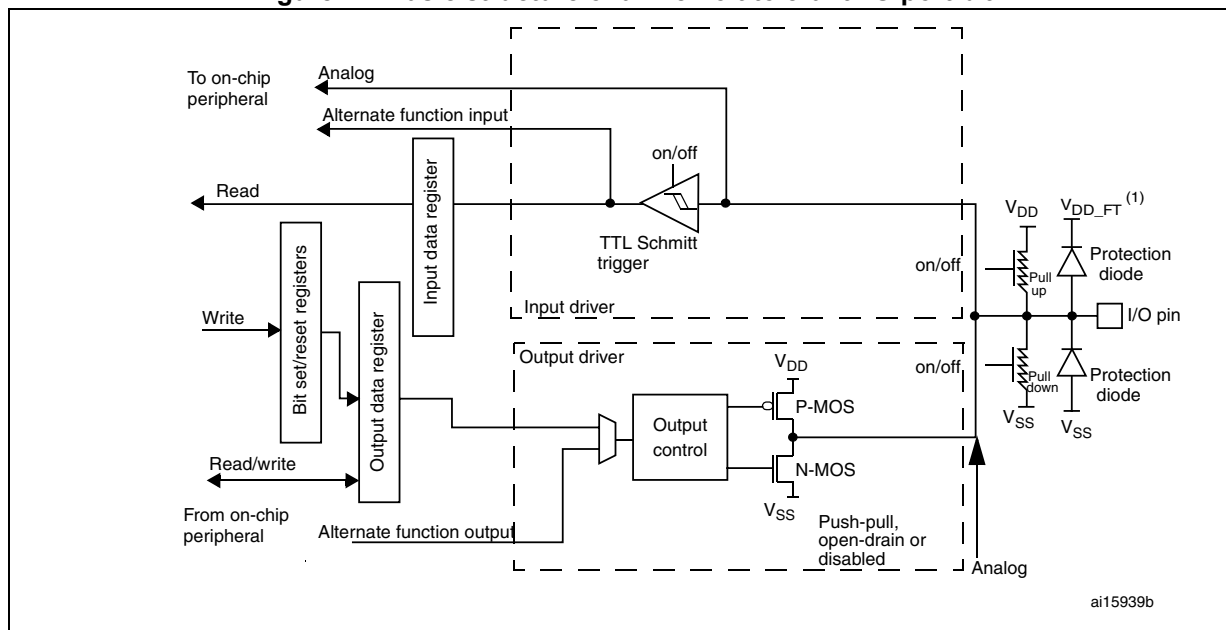 To on-chip
peripheral
Analog
Alternate function input
on/off
Read
Input data register
TTL Schmitt
trigger
Input driver
Bit set/reset registers
Write
Output data register
Read/write
From on-chip
peripheral
Alternate function output
Output driver
Output
control
VDD
P-MOS
N-MOS
VSS
Push-pull,
open-drain or
disabled
Analog
VDD
on/off
Pull
up
VDD_FT (1)
Protection
diode
I/O pin
on/off
Pull
down
VSS
Protection
diode
VSS
ai15939b